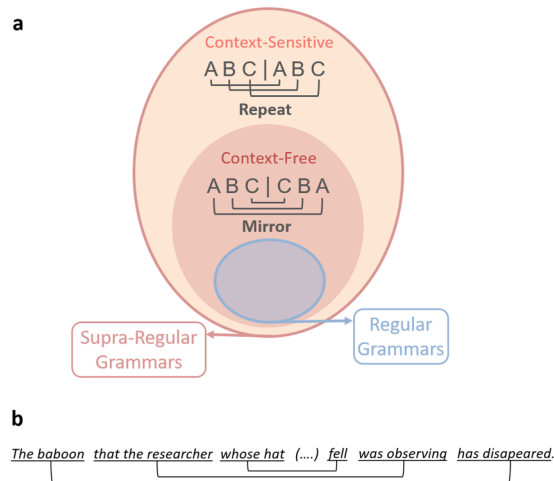 a
Context-Sensitive
A B C | A B C
Repeat
Context-Free
A B C | C B A
Mirror
Supra-Regular
Grammars
Regular
Grammars
b
The baboon that the researcher whose hat (....) fell was observing has disapeared.